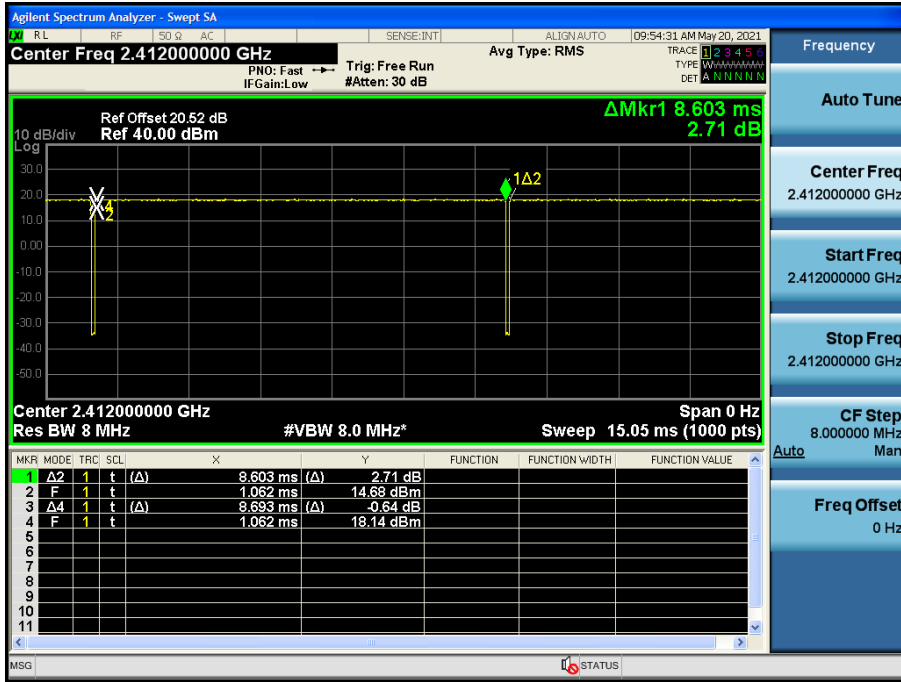 Agilent Spectrum Analyzer - Swept SA
LXI RL RF 50 Ω AC SENSE:INT ALIGNAUTO 09:54:31 AM May 20, 2021
Center Freq 2.412000000 GHz
PNO: Fast
IFGain:Low
Trig: Free Run
#Atten: 30 dB
Avg Type: RMS
TRACE 1 2 3 4 5 6
TYPE WWWWWW
DET A N N N N N
ΔMkr1 8.603 ms
2.71 dB
10 dB/div
Log
Ref Offset 20.52 dB
Ref 40.00 dBm
30.0
20.0
10.0
0.00
-10.0
-20.0
-30.0
-40.0
-50.0
4
2
1Δ2
Center 2.412000000 GHz Span 0 Hz
Res BW 8 MHz #VBW 8.0 MHz* Sweep 15.05 ms (1000 pts)
MKR MODE TRC SCL X Y FUNCTION FUNCTION WIDTH FUNCTION VALUE
1 Δ2 1 t (Δ) 8.603 ms (Δ) 2.71 dB
2 F 1 t 1.062 ms 14.68 dBm
3 Δ4 1 t (Δ) 8.693 ms (Δ) -0.64 dB
4 F 1 t 1.062 ms 18.14 dBm
5
6
7
8
9
10
11
MSG STATUS
Frequency
Auto Tune
Center Freq
2.412000000 GHz
Start Freq
2.412000000 GHz
Stop Freq
2.412000000 GHz
CF Step
8.000000 MHz
Auto Man
Freq Offset
0 Hz